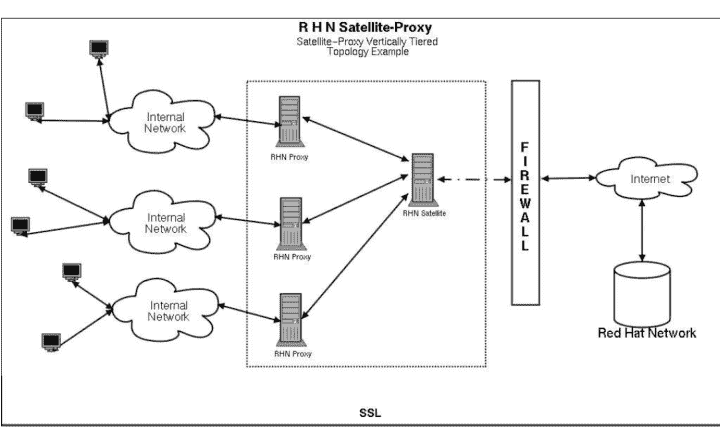 R H N Satellite-Proxy
Satellite-Proxy Vertically Tiered
Topology Example
Internal
Network
RHN Proxy
Internal
Network
RHN Proxy
Internal
Network
RHN Proxy
RHN Satellite
FIREWALL
Internet
Red Hat Network
SSL